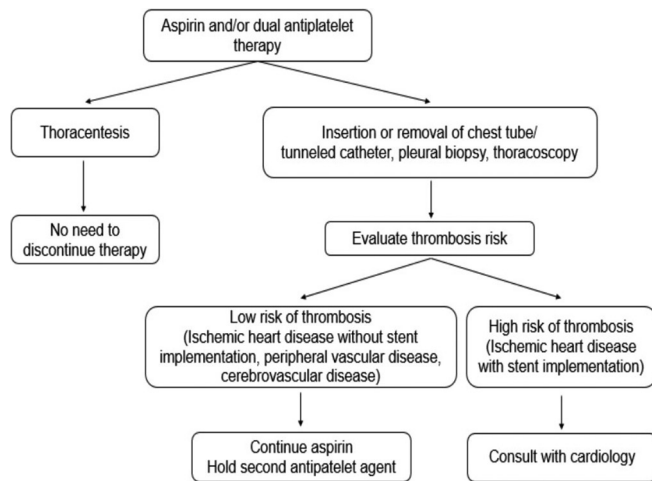 Aspirin and/or dual antiplatelet
therapy
Thoracentesis
Insertion or removal of chest tube/
tunneled catheter, pleural biopsy, thoracoscopy
No need to
discontinue therapy
Evaluate thrombosis risk
Low risk of thrombosis
(Ischemic heart disease without stent
implementation, peripheral vascular disease,
cerebrovascular disease)
High risk of thrombosis
(Ischemic heart disease
with stent implementation)
Continue aspirin
Hold second antipatelet agent
Consult with cardiology